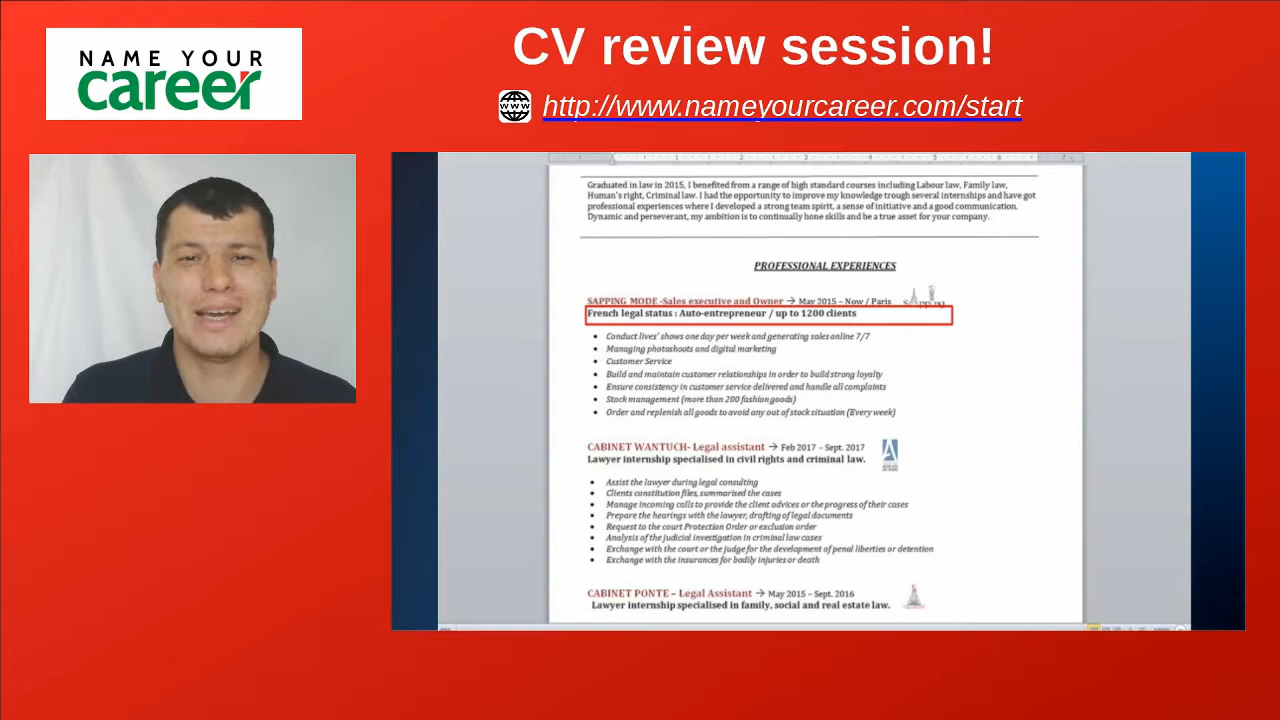 NAME YOUR
career
CV review session!
www
http://www.nameyourcareer.com/start
Graduated in law in 2015, I benefited from a range of high standard courses including Labour law, Family law,
Human's right, Criminal law. I had the opportunity to improve my knowledge trough several internships and have got
professional experiences where I developed a strong team spirit, a sense of initiative and a good communication.
Dynamic and perseverant, my ambition is to continually hone skills and be a true asset for your company.
PROFESSIONAL EXPERIENCES
SAPPING MODE -Sales executive and Owner → May 2015 – Now / Paris
French legal status : Auto-entrepreneur / up to 1200 clients
• Conduct lives' shows one day per week and generating sales online 7/7
• Managing photoshoots and digital marketing
• Customer Service
• Build and maintain customer relationships in order to build strong loyalty
• Ensure consistency in customer service delivered and handle all complaints
• Stock management (more than 200 fashion goods)
• Order and replenish all goods to avoid any out of stock situation (Every week)
CABINET WANTUCH- Legal assistant → Feb 2017 – Sept. 2017
Lawyer internship specialised in civil rights and criminal law.
• Assist the lawyer during legal consulting
• Clients constitution files, summarised the cases
• Manage incoming calls to provide the client advices or the progress of their cases
• Prepare the hearings with the lawyer, drafting of legal documents
• Request to the court Protection Order or exclusion order
• Analysis of the judicial investigation in criminal law cases
• Exchange with the court or the judge for the development of penal liberties or detention
• Exchange with the insurances for bodily injuries or death
CABINET PONTE – Legal Assistant → May 2015 – Sept. 2016
Lawyer internship specialised in family, social and real estate law.